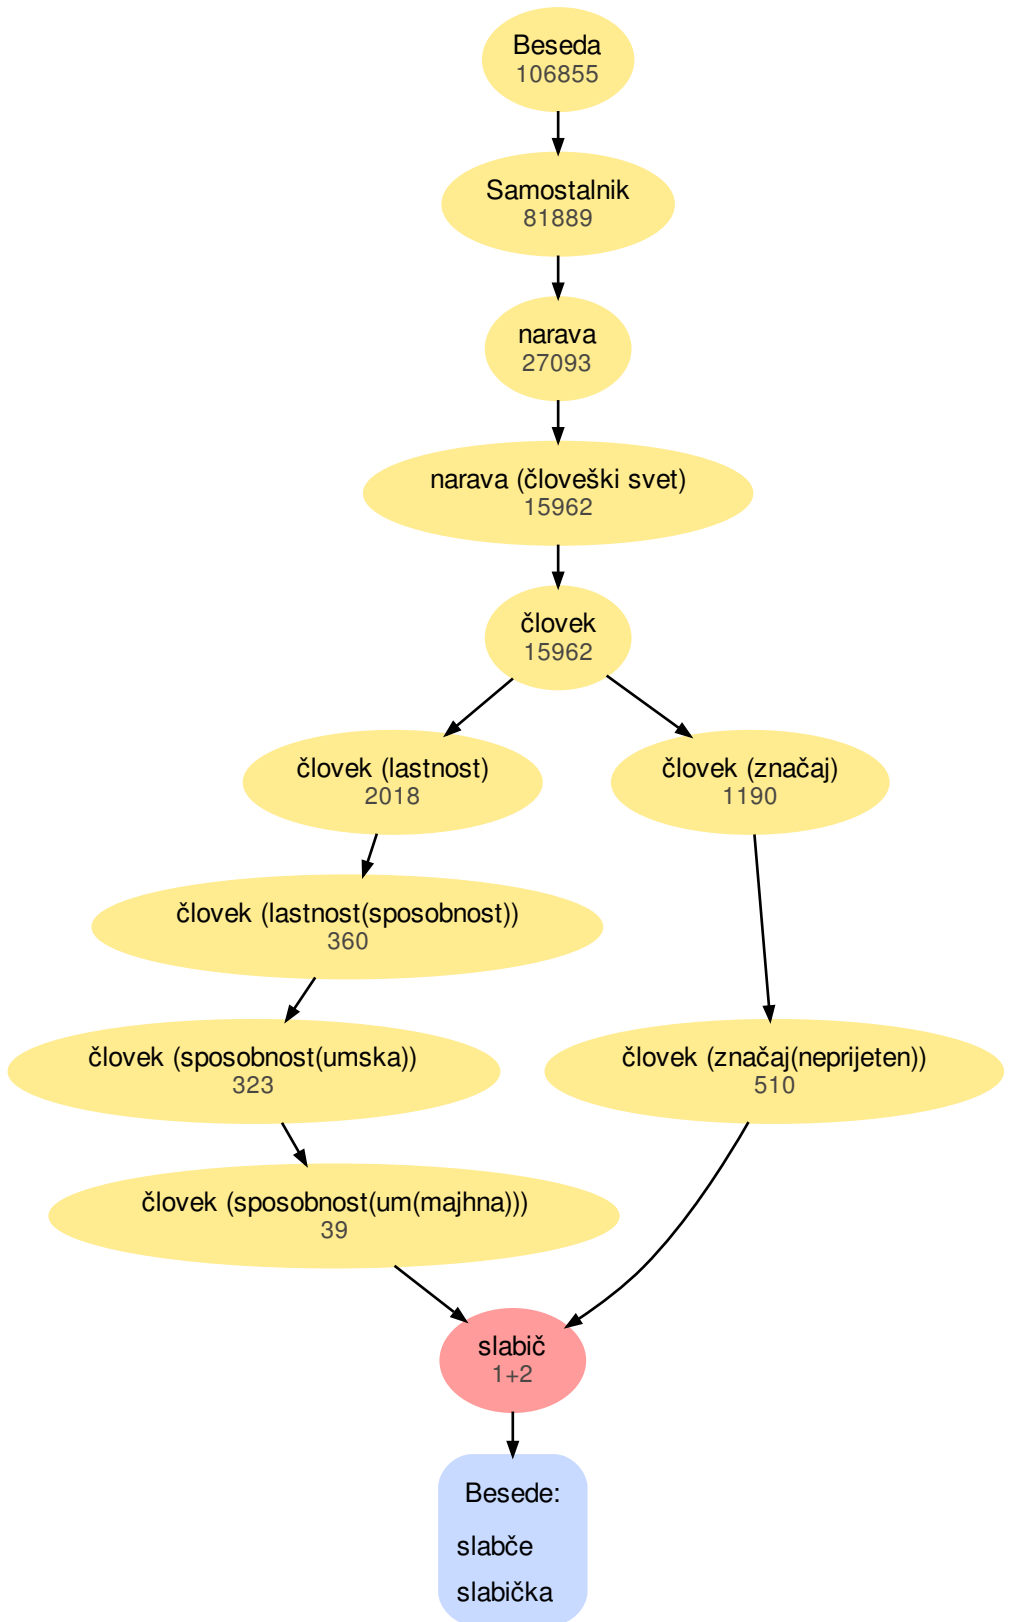 Beseda
106855
Samostalnik
81889
narava
27093
narava (človeški svet)
15962
človek
15962
človek (lastnost)
2018
človek (značaj)
1190
človek (lastnost(sposobnost))
360
človek (sposobnost(umska))
323
človek (značaj(neprijeten))
510
človek (sposobnost(um(majhna)))
39
slabič
1+2
Besede:
slabče
slabička